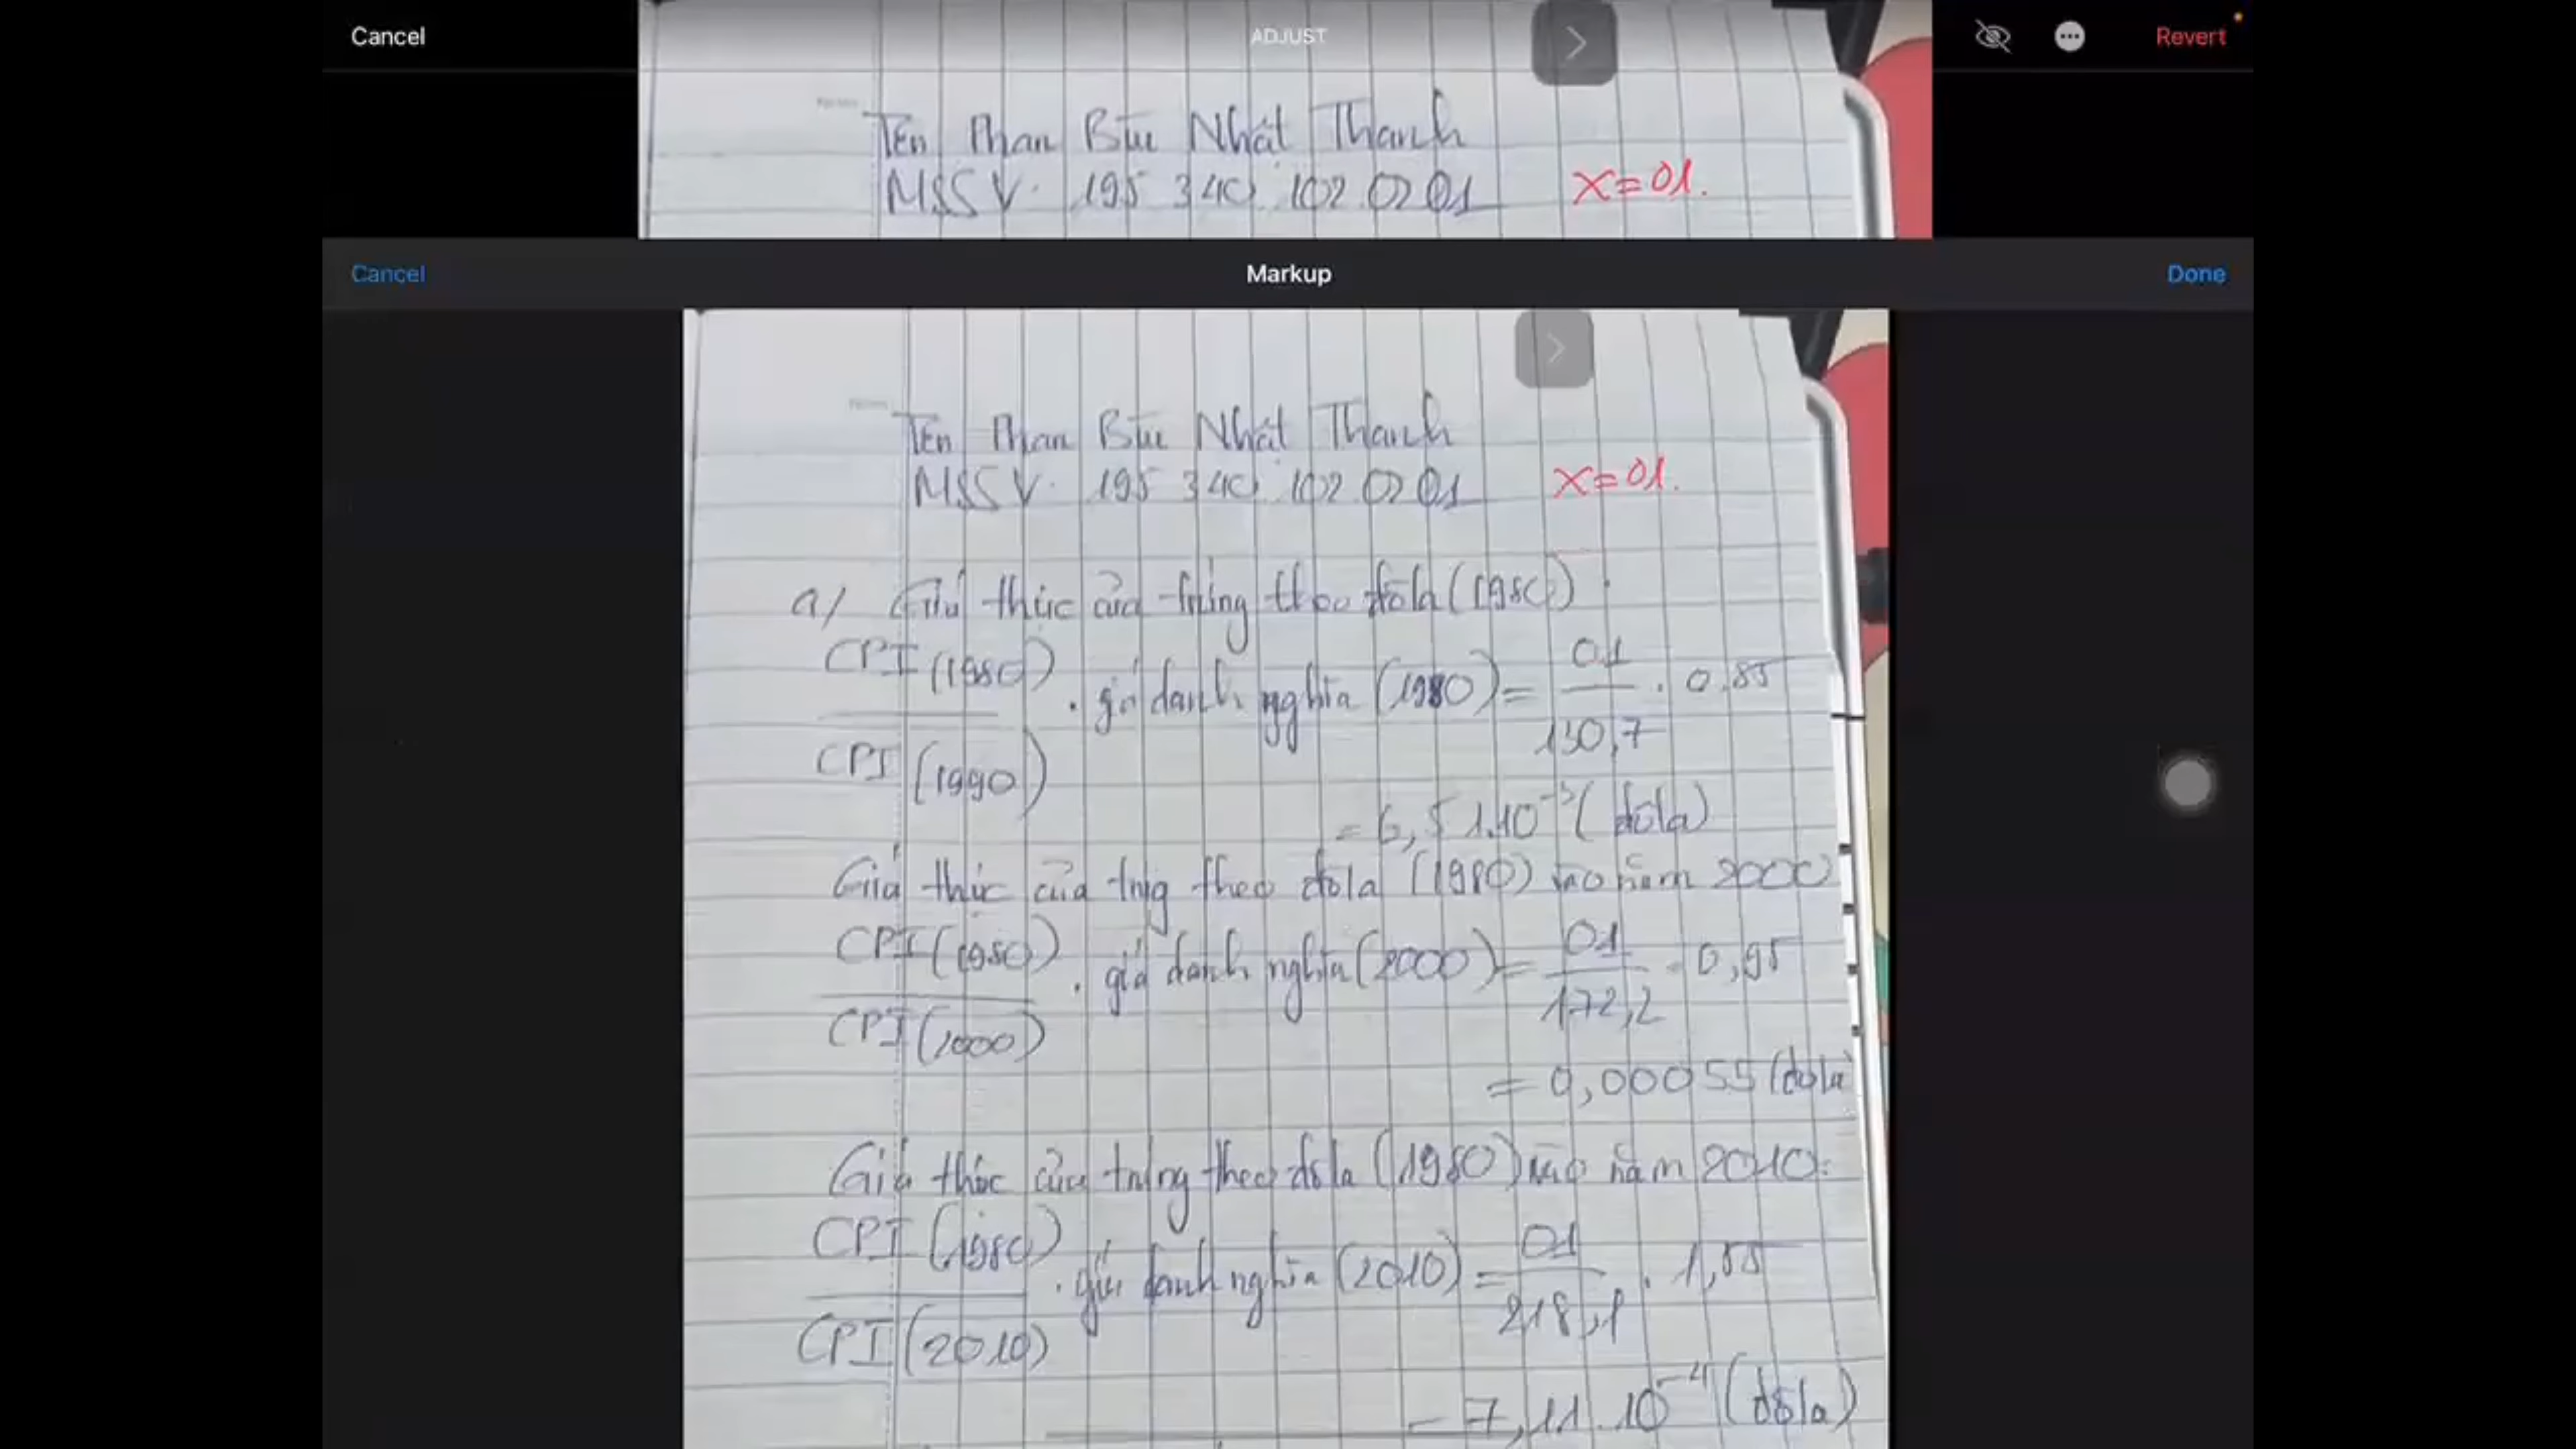 Cancel
ADJUST
Revert
Tên Phan Bửu Nhật Thanh
MSSV. 195 340 102 0201
X=01.
Cancel
Markup
Done
Tên Phan Bửu Nhật Thanh
MSSV. 195 340 102 0201
X=01.
a/ Giá thực của trứng theo đôla (1980).
CPI (1980)
. giá danh nghĩa (1980) = 01 . 0,85
130,7
CPI (1990)
= 6,51.10 (đôla)
Giá thực của trứng theo đôla (1980) vào năm 2000
CPI (1980)
. giá danh nghĩa (2000) = 01 . 0,95
172,2
CPI (2000)
= 0,00055 (đôla
Giá thực của trứng theo đôla (1980) vào năm 2010:
CPI (1980)
. giá danh nghĩa (2010) = 01 . 1,55
218,1
CPI (2010)
= 7,11.10⁻⁴ (đôla)